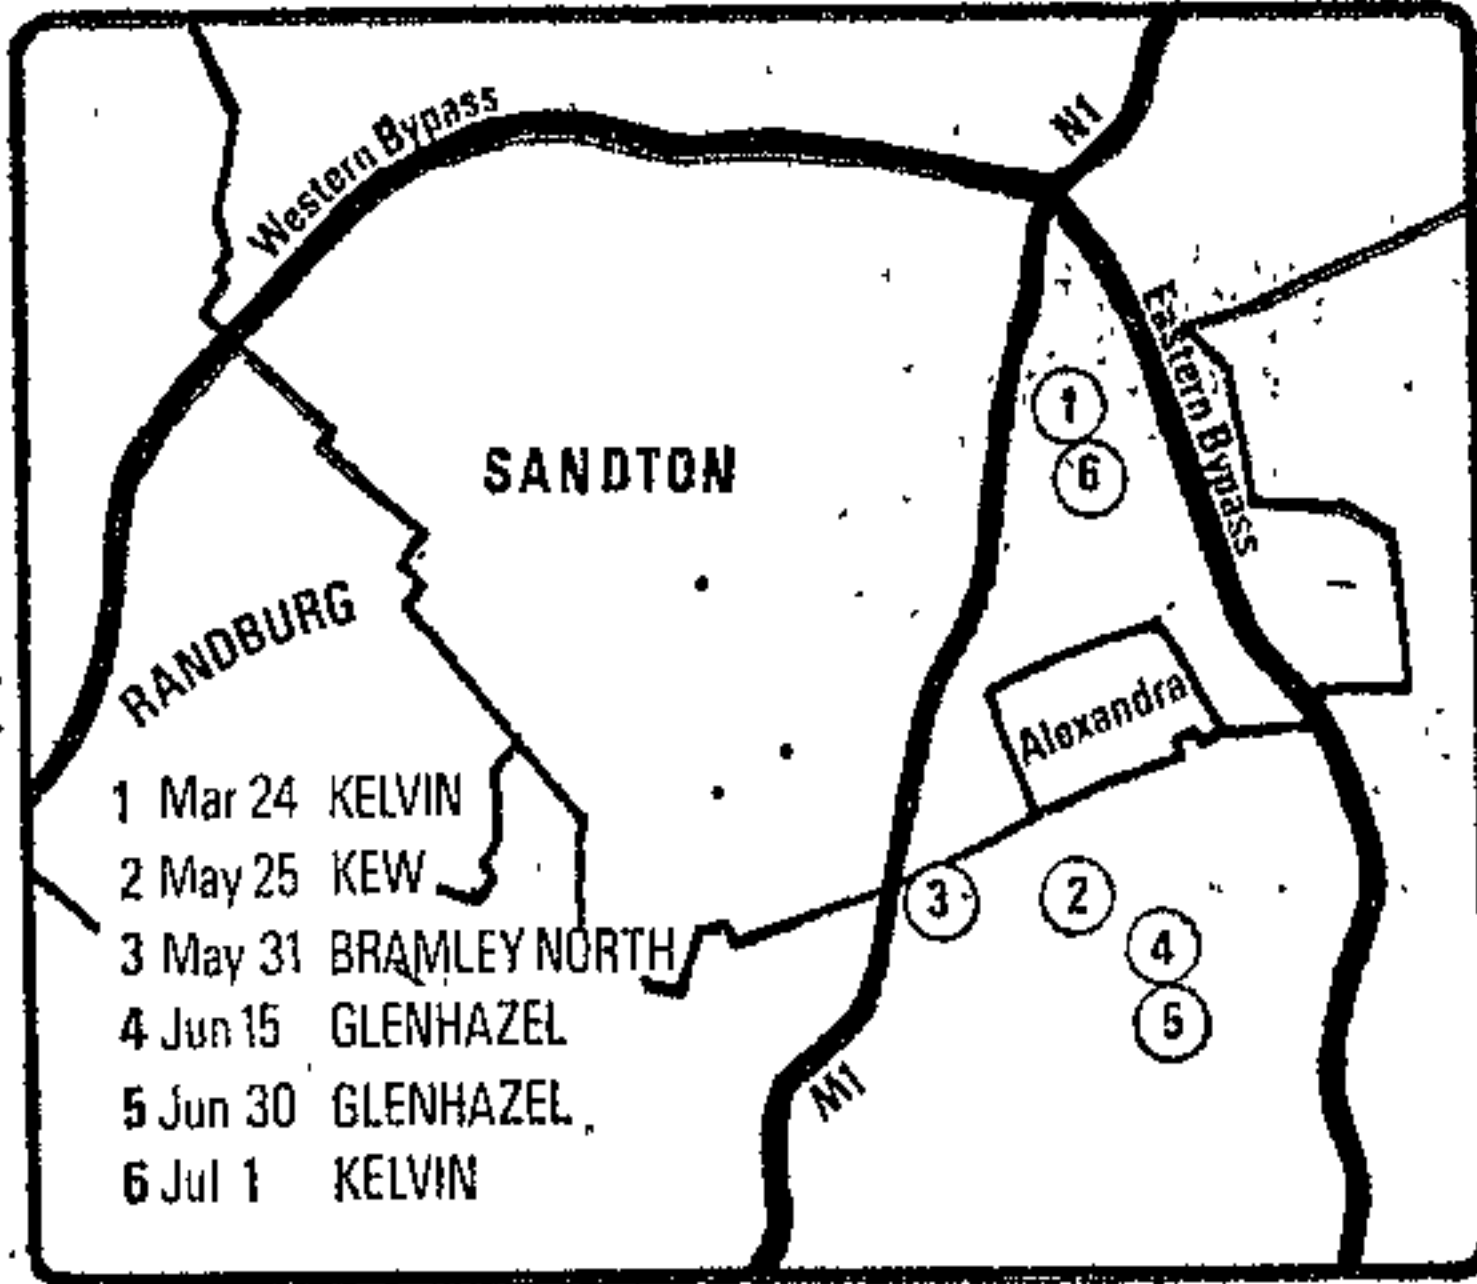 Western Bypass
N1
Eastern Bypass
1
6
SANDTON
RANDBURG
Alexandra
3
2
4
5
M1
1 Mar 24 KELVIN
2 May 25 KEW
3 May 31 BRAMLEY NORTH
4 Jun 15 GLENHAZEL
5 Jun 30 GLENHAZEL
6 Jul 1 KELVIN